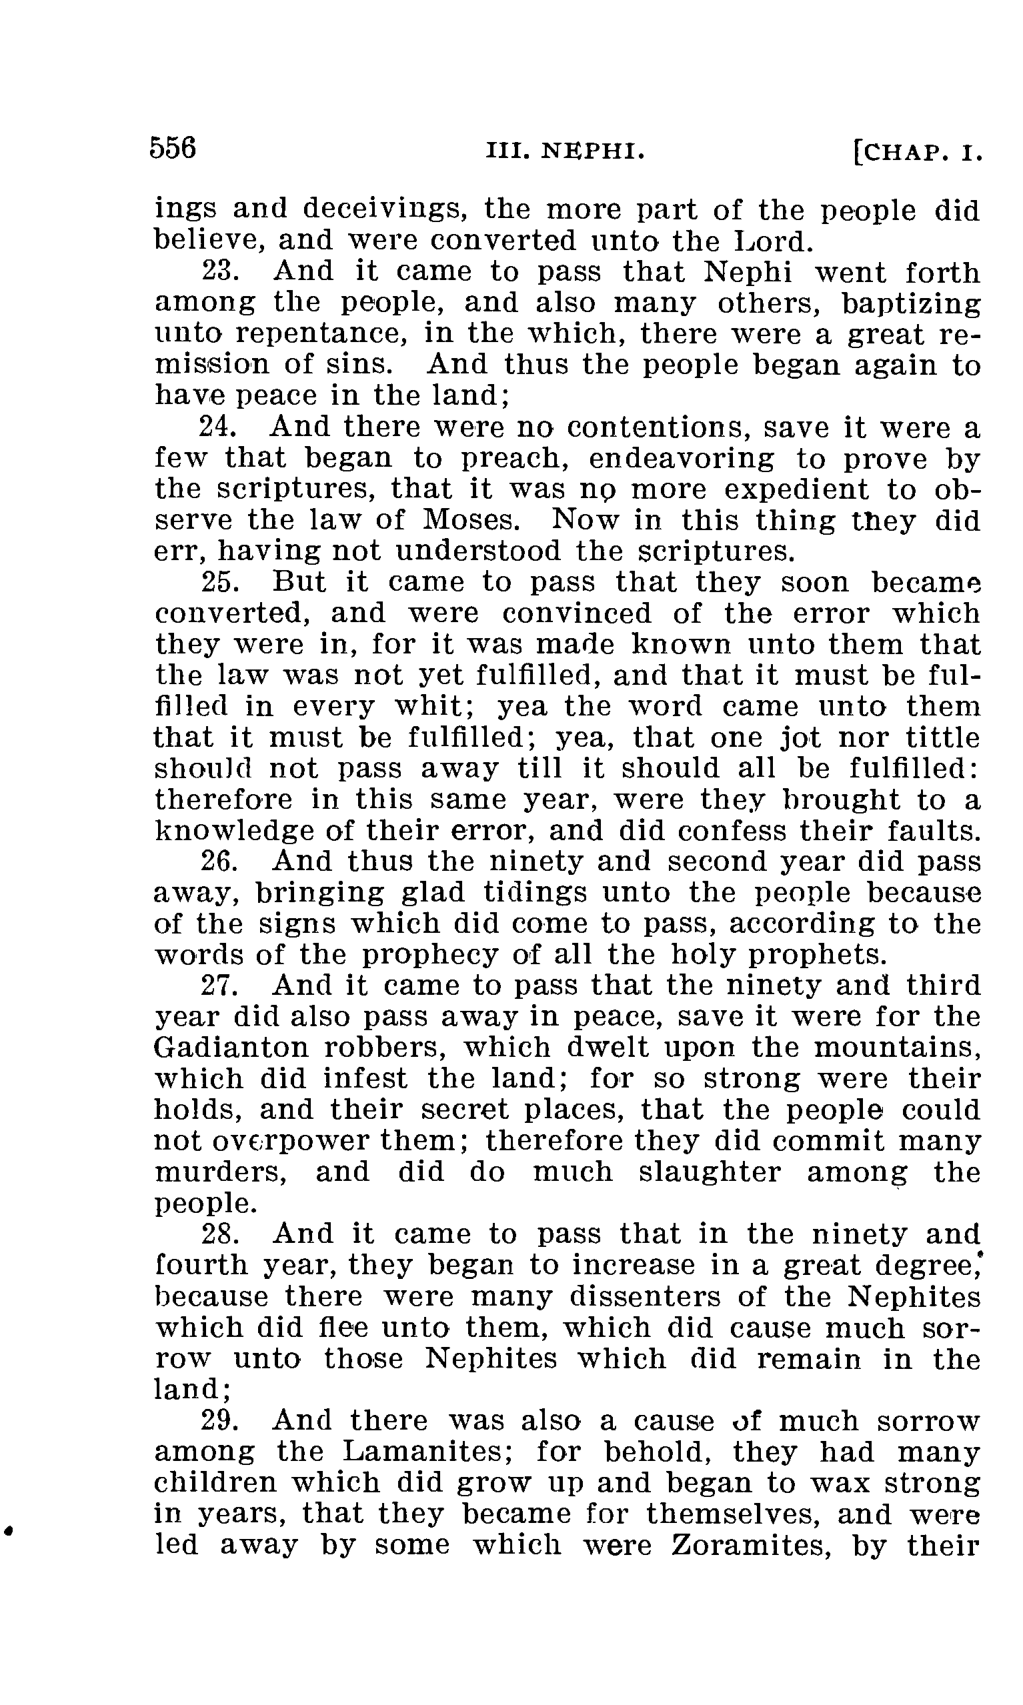 556 III. NEPHI. [CHAP. I.
ings and deceivings, the more part of the people did
believe, and were converted unto the Lord.
23. And it came to pass that Nephi went forth
among the people, and also many others, baptizing
unto repentance, in the which, there were a great re-
mission of sins. And thus the people began again to
have peace in the land;
24. And there were no contentions, save it were a
few that began to preach, endeavoring to prove by
the scriptures, that it was no more expedient to ob-
serve the law of Moses. Now in this thing they did
err, having not understood the scriptures.
25. But it came to pass that they soon became
converted, and were convinced of the error which
they were in, for it was made known unto them that
the law was not yet fulfilled, and that it must be ful-
filled in every whit; yea the word came unto them
that it must be fulfilled; yea, that one jot nor tittle
should not pass away till it should all be fulfilled:
therefore in this same year, were they brought to a
knowledge of their error, and did confess their faults.
26. And thus the ninety and second year did pass
away, bringing glad tidings unto the people because
of the signs which did come to pass, according to the
words of the prophecy of all the holy prophets.
27. And it came to pass that the ninety and third
year did also pass away in peace, save it were for the
Gadianton robbers, which dwelt upon the mountains,
which did infest the land; for so strong were their
holds, and their secret places, that the people could
not overpower them; therefore they did commit many
murders, and did do much slaughter among the
people.
28. And it came to pass that in the ninety and
fourth year, they began to increase in a great degree,
because there were many dissenters of the Nephites
which did flee unto them, which did cause much sor-
row unto those Nephites which did remain in the
land;
29. And there was also a cause of much sorrow
among the Lamanites; for behold, they had many
children which did grow up and began to wax strong
in years, that they became for themselves, and were
led away by some which were Zoramites, by their